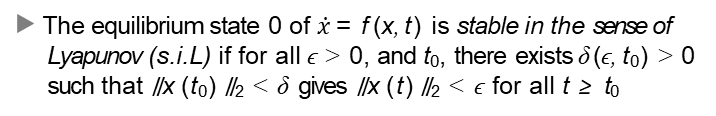 ▶ The equilibrium state 0 of ẋ = f (x, t) is stable in the sense of
Lyapunov (s.i.L) if for all ϵ > 0, and t₀, there exists δ (ϵ, t₀) > 0
such that //x (t₀) //₂ < δ gives //x (t) //₂ < ϵ for all t ≥ t₀